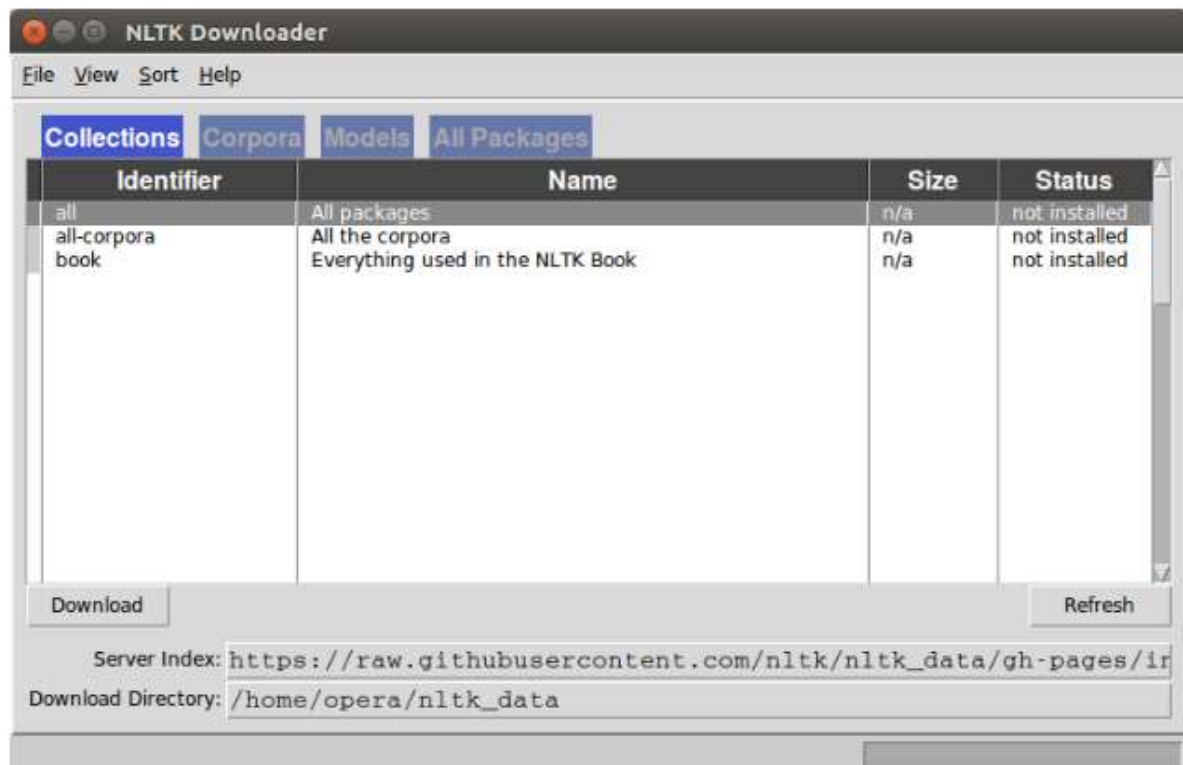 NLTK Downloader
File View Sort Help
Collections Corpora Models All Packages
Identifier Name Size Status
all All packages n/a not installed
all-corpora All the corpora n/a not installed
book Everything used in the NLTK Book n/a not installed
Download Refresh
Server Index: https://raw.githubusercontent.com/nltk/nltk_data/gh-pages/in
Download Directory: /home/opera/nltk_data